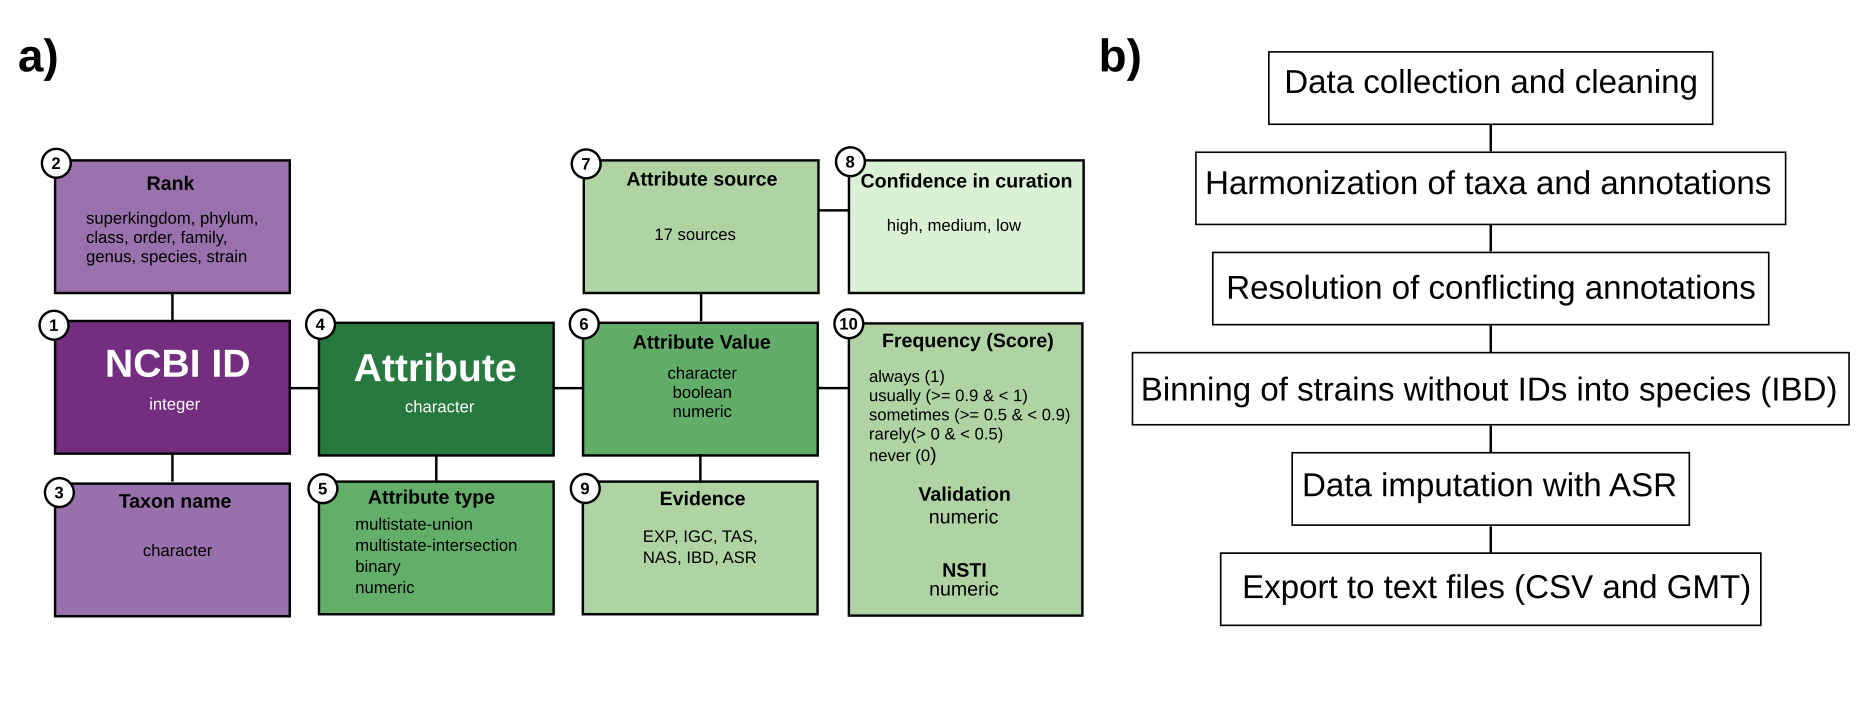 a)
2
Rank
superkingdom, phylum,
class, order, family,
genus, species, strain
1
NCBI ID
integer
3
Taxon name
character
4
Attribute
character
5
Attribute type
multistate-union
multistate-intersection
binary
numeric
7
Attribute source
17 sources
6
Attribute Value
character
boolean
numeric
9
Evidence
EXP, IGC, TAS,
NAS, IBD, ASR
8
Confidence in curation
high, medium, low
10
Frequency (Score)
always (1)
usually (>= 0.9 & < 1)
sometimes (>= 0.5 & < 0.9)
rarely(> 0 & < 0.5)
never (0)
Validation
numeric
NSTI
numeric
b)
Data collection and cleaning
Harmonization of taxa and annotations
Resolution of conflicting annotations
Binning of strains without IDs into species (IBD)
Data imputation with ASR
Export to text files (CSV and GMT)